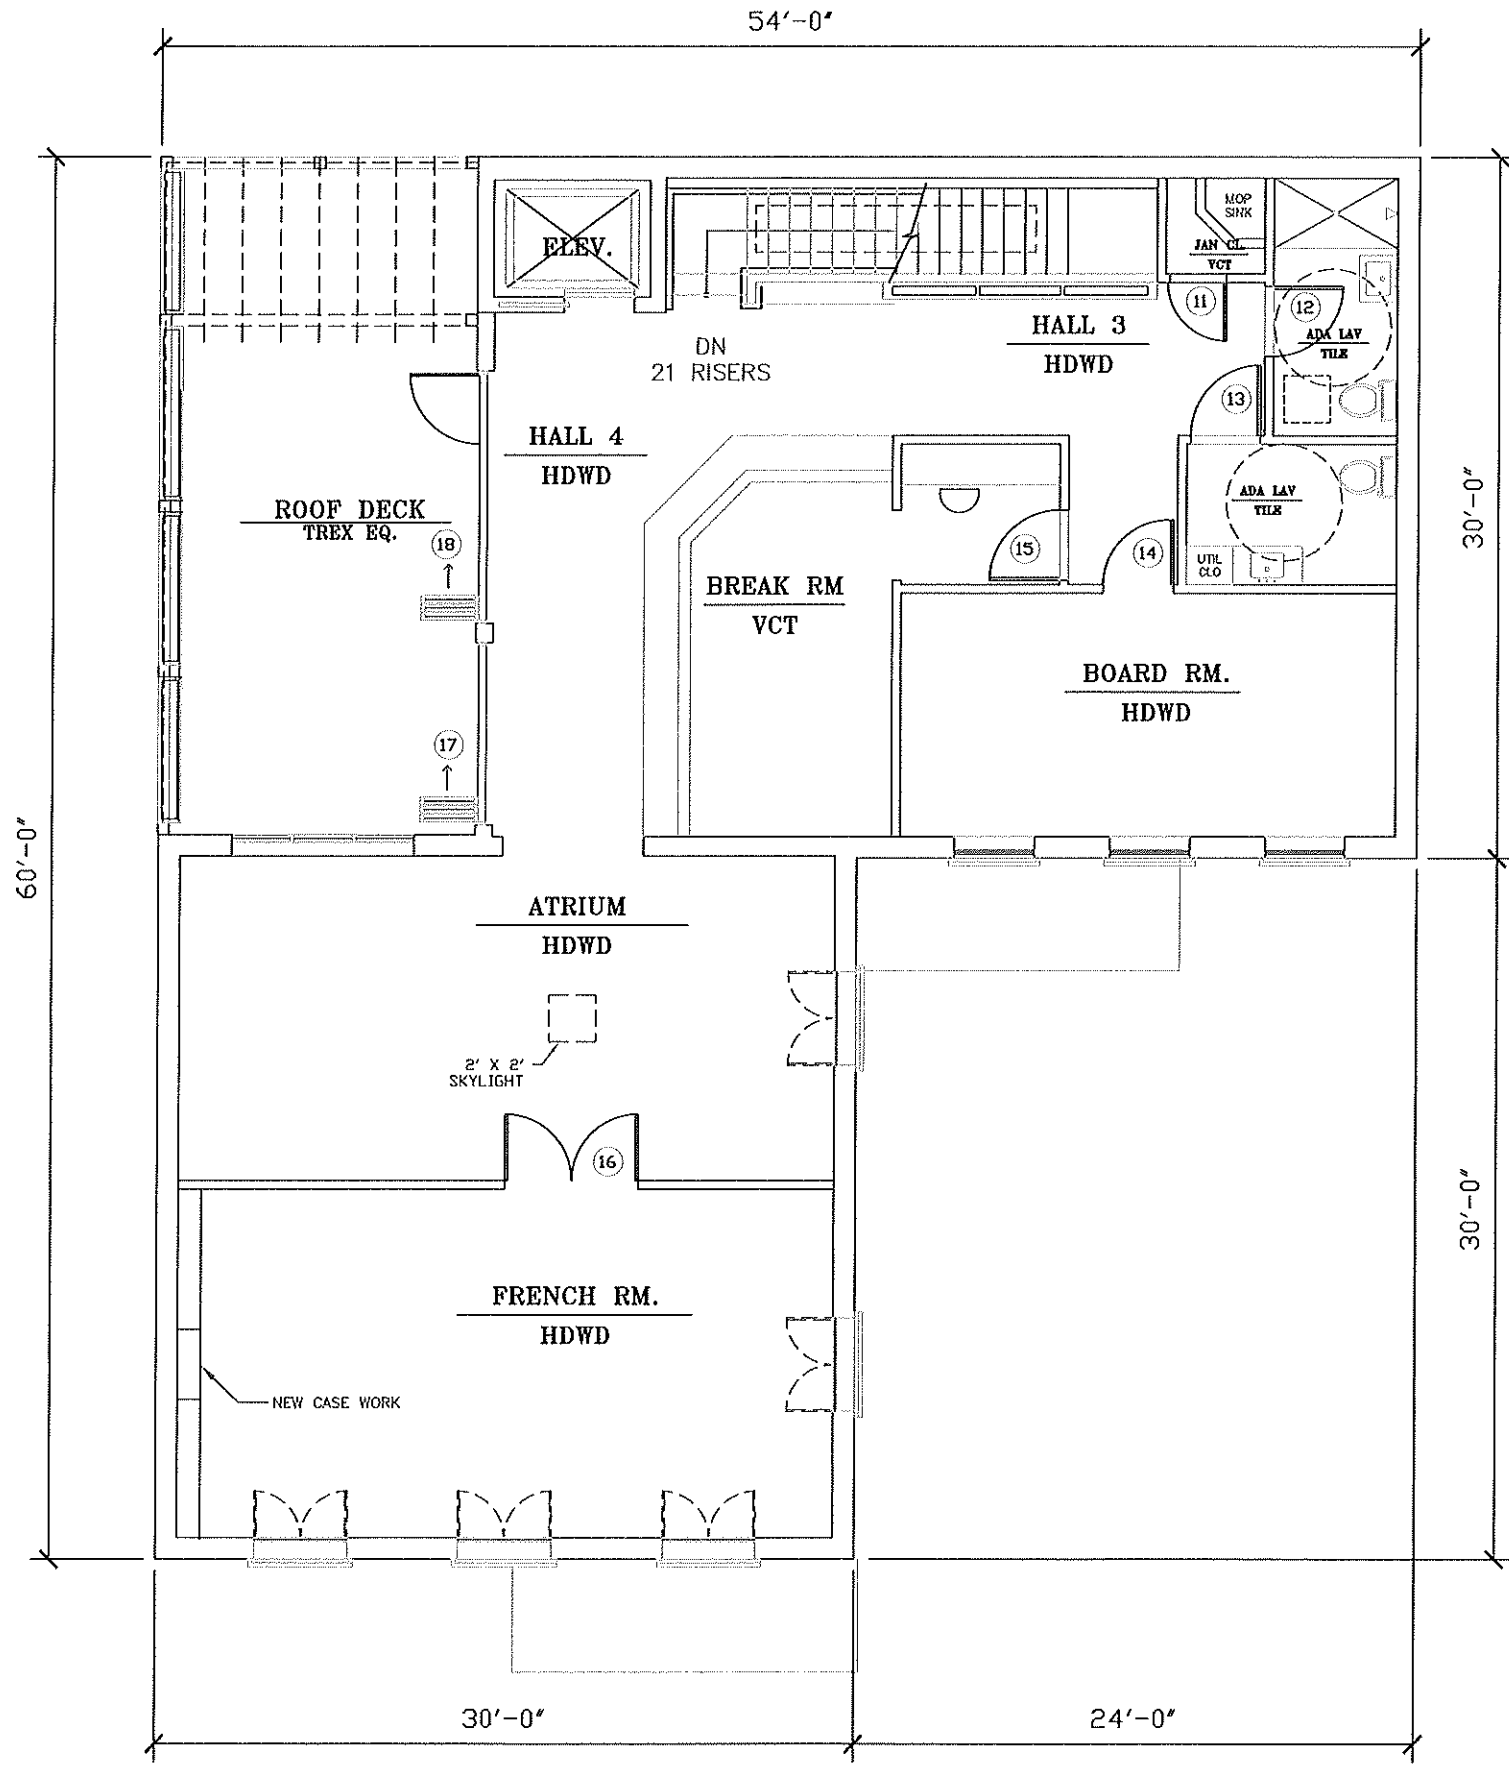 54'-0"
ELEV.
MOP
SINK
JAN CL
VCT
11
12
ADA LAV
TILE
HALL 3
HDWD
DN
21 RISERS
13
HALL 4
HDWD
ROOF DECK
TREX EQ.
18
ADA LAV
TILE
15
14
UTIL
CLO
30'-0"
BREAK RM
VCT
BOARD RM.
HDWD
17
60'-0"
ATRIUM
HDWD
2' X 2'
SKYLIGHT
16
30'-0"
FRENCH RM.
HDWD
NEW CASE WORK
30'-0"
24'-0"